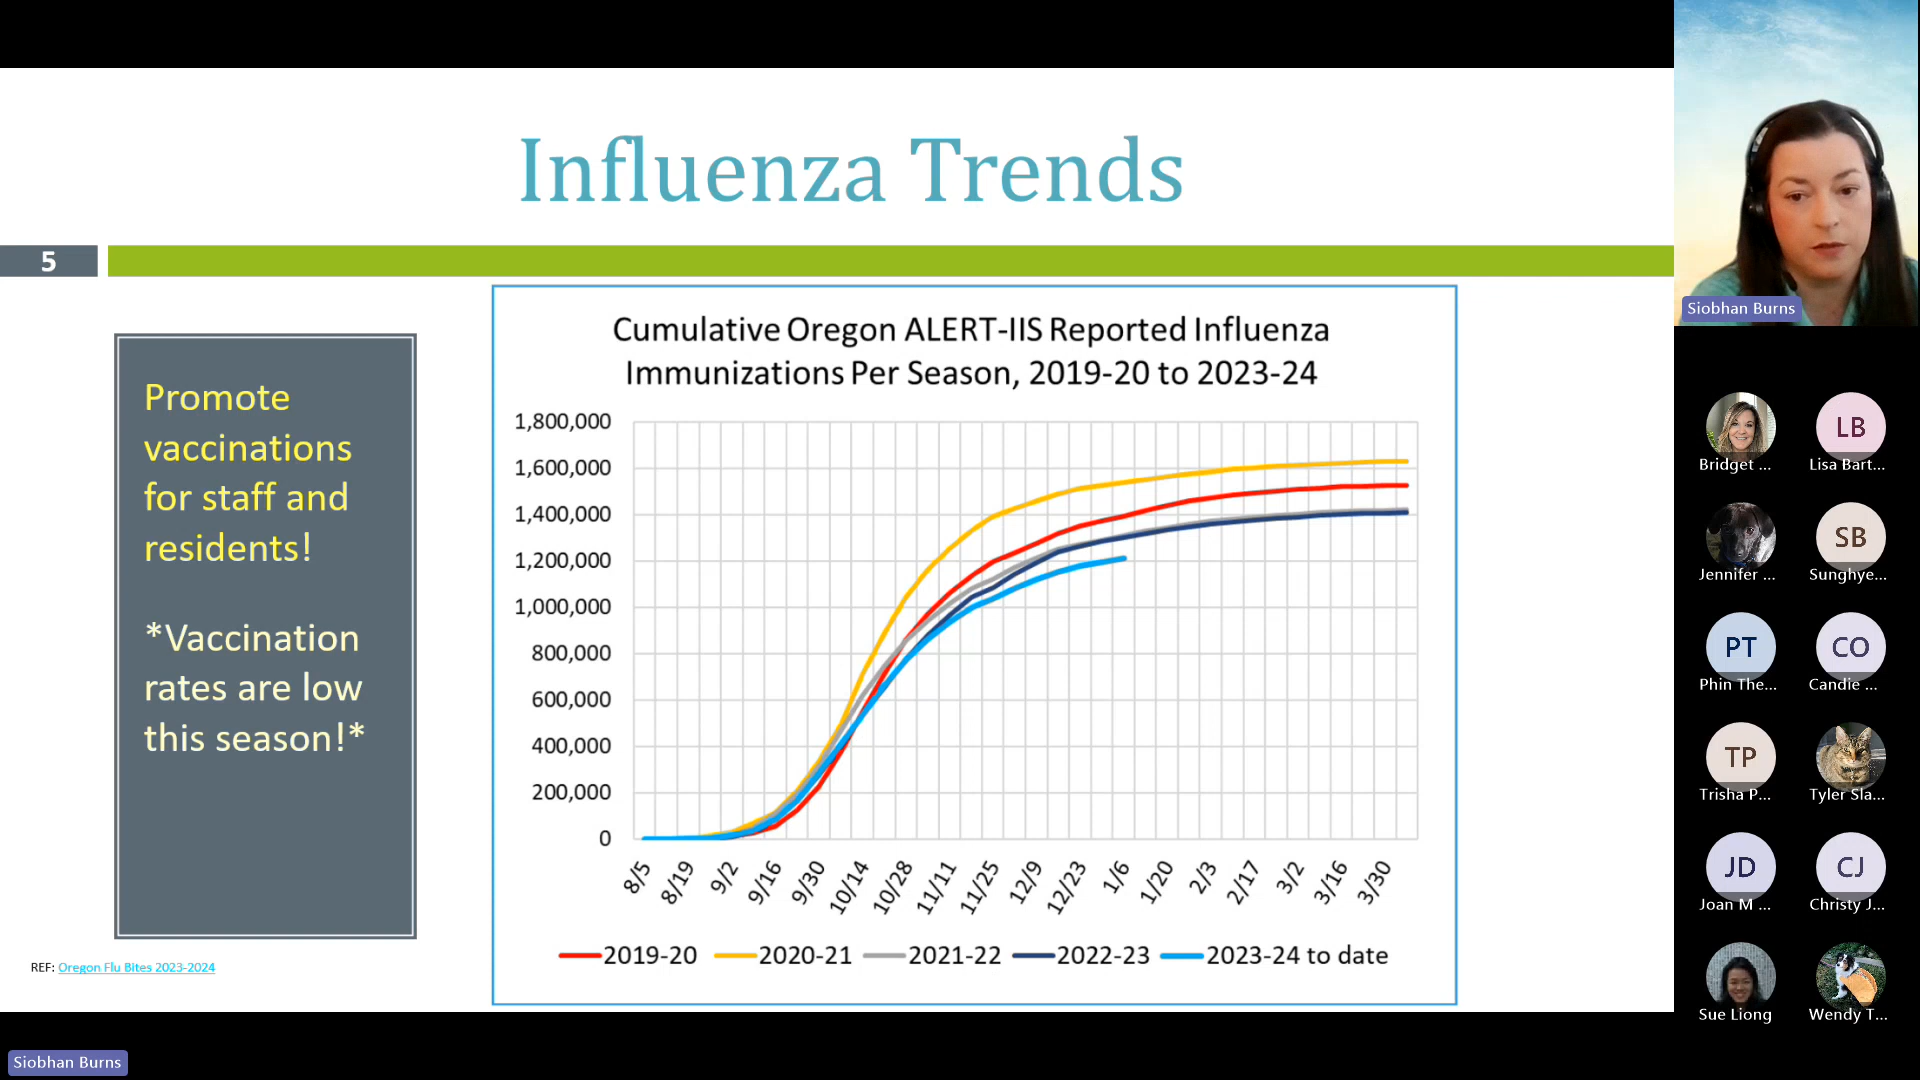 Influenza Trends
5
Promote
vaccinations
for staff and
residents!
*Vaccination
rates are low
this season!*
REF: Oregon Flu Bites 2023-2024
Cumulative Oregon ALERT-IIS Reported Influenza
Immunizations Per Season, 2019-20 to 2023-24
1,800,000
1,600,000
1,400,000
1,200,000
1,000,000
800,000
600,000
400,000
200,000
0
8/5 8/19 9/2 9/16 9/30 10/14 10/28 11/11 11/25 12/9 12/23 1/6 1/20 2/3 2/17 3/2 3/16 3/30
2019-20 2020-21 2021-22 2022-23 2023-24 to date
Siobhan Burns
Siobhan Burns
LB
Bridget ... Lisa Bart...
SB
Jennifer ... Sunghye...
PT CO
Phin The... Candie ...
TP
Trisha P... Tyler Sla...
JD CJ
Joan M ... Christy J...
Sue Liong Wendy T...